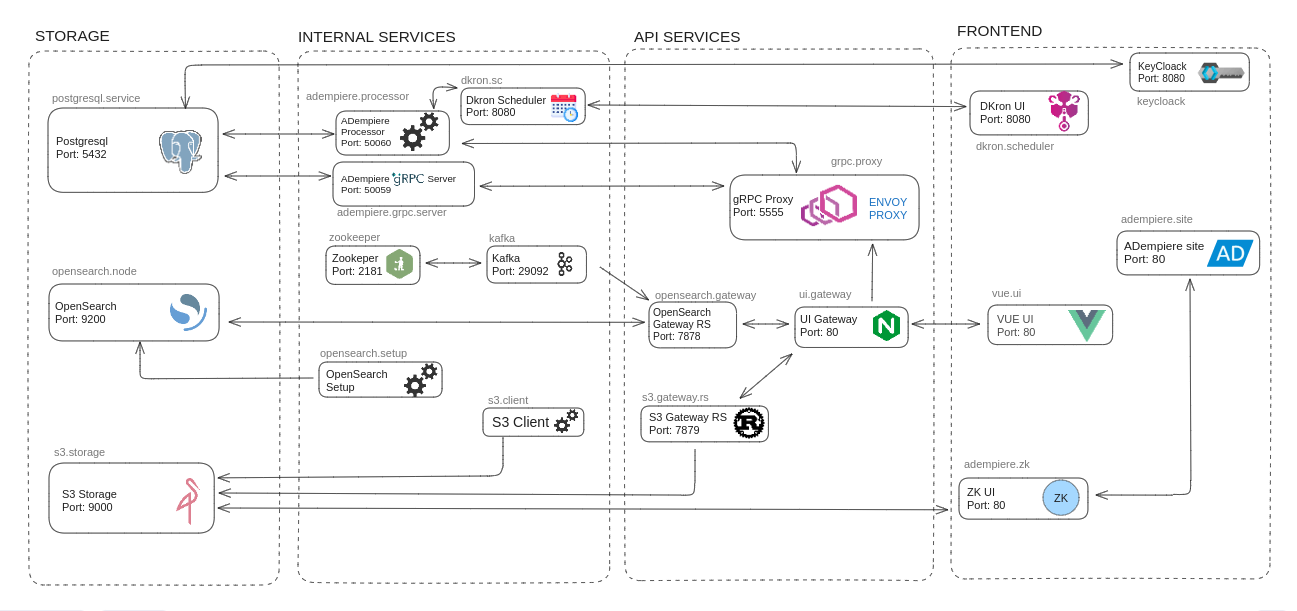 STORAGE
postgresql.service
Postgresql
Port: 5432
opensearch.node
OpenSearch
Port: 9200
s3.storage
S3 Storage
Port: 9000
INTERNAL SERVICES
dkron.sc
Dkron Scheduler
Port: 8080
adempiere.processor
ADempiere
Processor
Port: 50060
ADempiere gRPC Server
Port: 50059
adempiere.grpc.server
zookeeper
Zookeper
Port: 2181
kafka
Kafka
Port: 29092
opensearch.setup
OpenSearch
Setup
s3.client
S3 Client
API SERVICES
grpc.proxy
gRPC Proxy
Port: 5555
ENVOY
PROXY
opensearch.gateway
OpenSearch
Gateway RS
Port: 7878
ui.gateway
UI Gateway
Port: 80
N
s3.gateway.rs
S3 Gateway RS
Port: 7879
R
FRONTEND
KeyCloack
Port: 8080
keycloack
DKron UI
Port: 8080
dkron.scheduler
adempiere.site
ADempiere site
Port: 80
AD
vue.ui
VUE UI
Port: 80
adempiere.zk
ZK UI
Port: 80
ZK